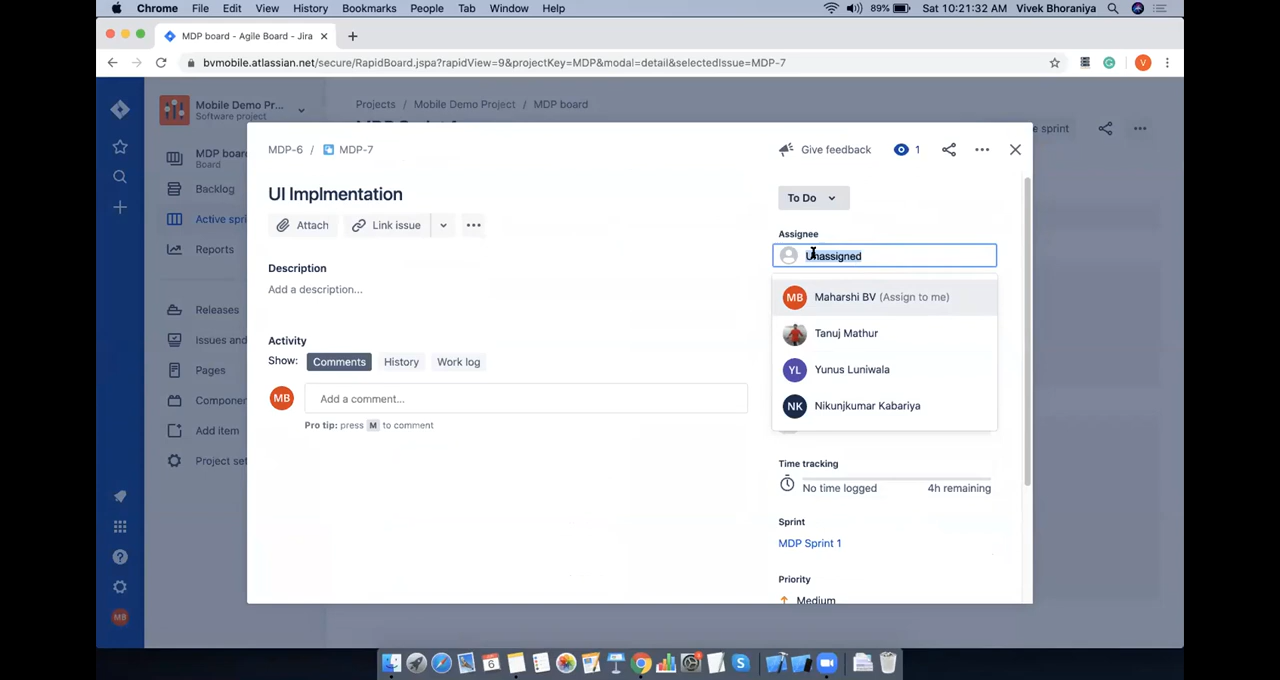 Chrome File Edit View History Bookmarks People Tab Window Help 89% Sat 10:21:32 AM Vivek Bhoraniya
MDP board - Agile Board - Jira
bvmobile.atlassian.net/secure/RapidBoard.jspa?rapidView=9&projectKey=MDP&modal=detail&selectedIssue=MDP-7
V
Mobile Demo Pr...
Software project
Projects / Mobile Demo Project / MDP board
MDP boar
Board
Backlog
Active spri
Reports
Releases
Issues and
Pages
Componen
Add item
Project set
MB
e sprint
MDP-6 / MDP-7
Give feedback
1
UI Implmentation
Attach
Link issue
Description
Add a description...
Activity
Show: Comments History Work log
MB Add a comment...
Pro tip: press M to comment
To Do
Assignee
Unassigned
MB Maharshi BV (Assign to me)
Tanuj Mathur
YL Yunus Luniwala
NK Nikunjkumar Kabariya
Time tracking
No time logged 4h remaining
Sprint
MDP Sprint 1
Priority
Medium
6